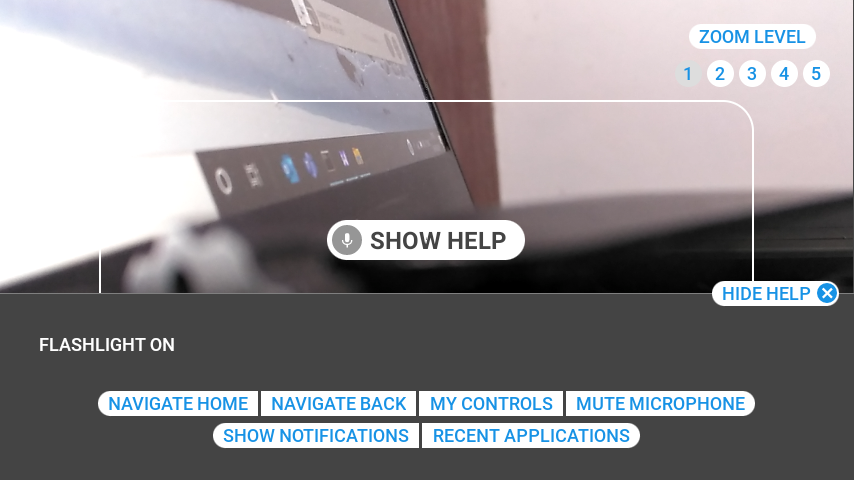 ZOOM LEVEL
1 2 3 4 5
SHOW HELP
HIDE HELP
FLASHLIGHT ON
NAVIGATE HOME NAVIGATE BACK MY CONTROLS MUTE MICROPHONE
SHOW NOTIFICATIONS RECENT APPLICATIONS